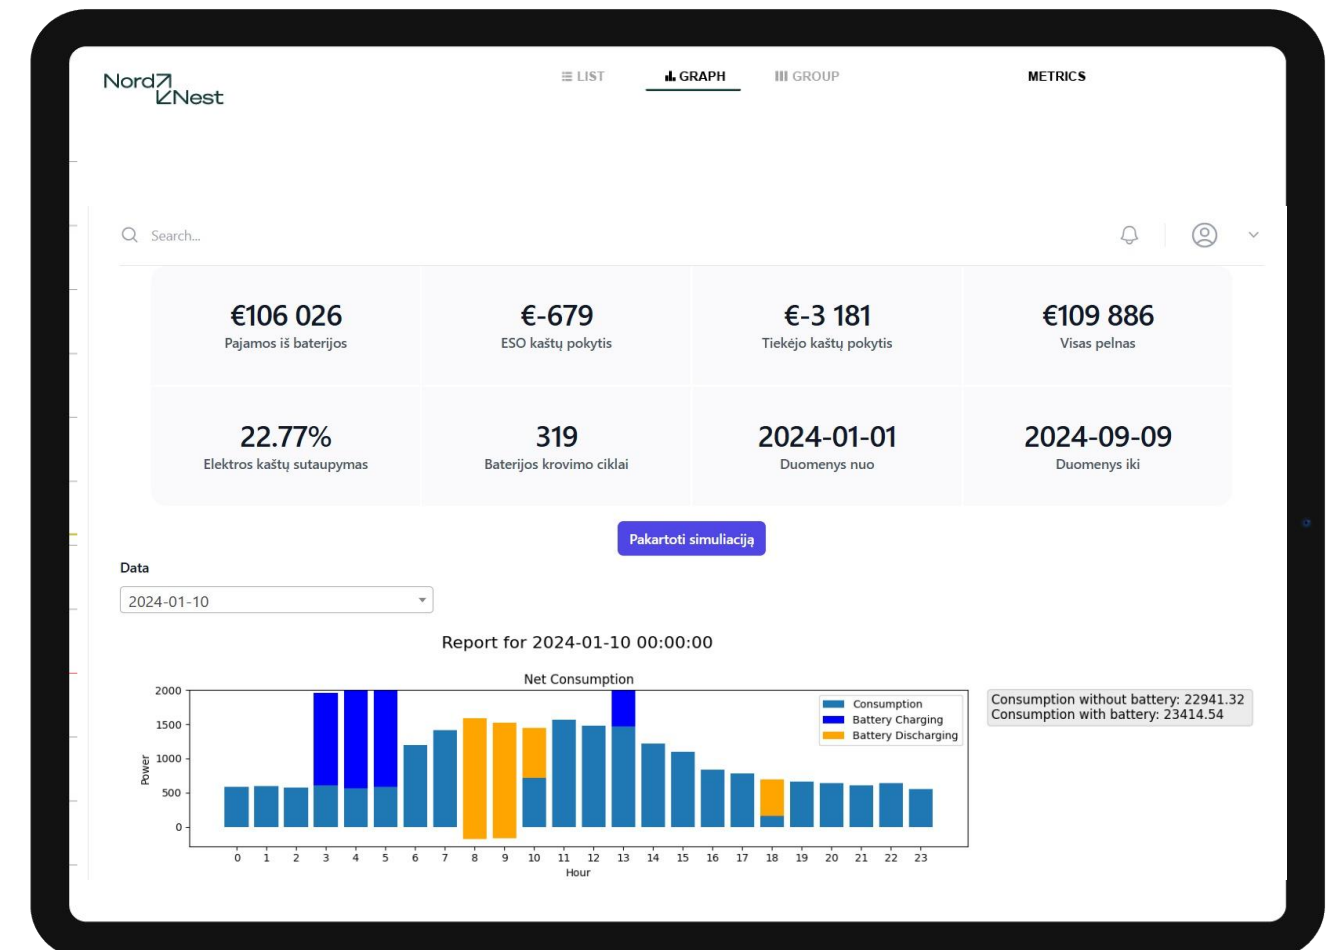 Nord
Nest
LIST
GRAPH
GROUP
METRICS
Search...
€106 026
Pajamos iš baterijos
€-679
ESO kaštų pokytis
€-3 181
Tiekėjo kaštų pokytis
€109 886
Visas pelnas
22.77%
Elektros kaštų sutaupymas
319
Baterijos krovimo ciklai
2024-01-01
Duomenys nuo
2024-09-09
Duomenys iki
Pakartoti simuliaciją
Data
2024-01-10
Report for 2024-01-10 00:00:00
Net Consumption
2000
1500
1000
500
0
Power
Consumption
Battery Charging
Battery Discharging
Consumption without battery: 22941.32
Consumption with battery: 23414.54
0 1 2 3 4 5 6 7 8 9 10 11 12 13 14 15 16 17 18 19 20 21 22 23
Hour